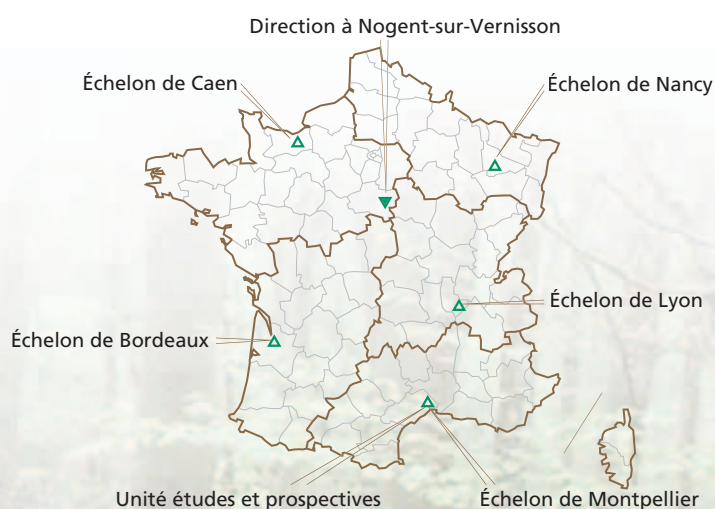 Direction à Nogent-sur-Vernisson
Échelon de Caen
Échelon de Nancy
Échelon de Lyon
Échelon de Bordeaux
Unité études et prospectives
Échelon de Montpellier